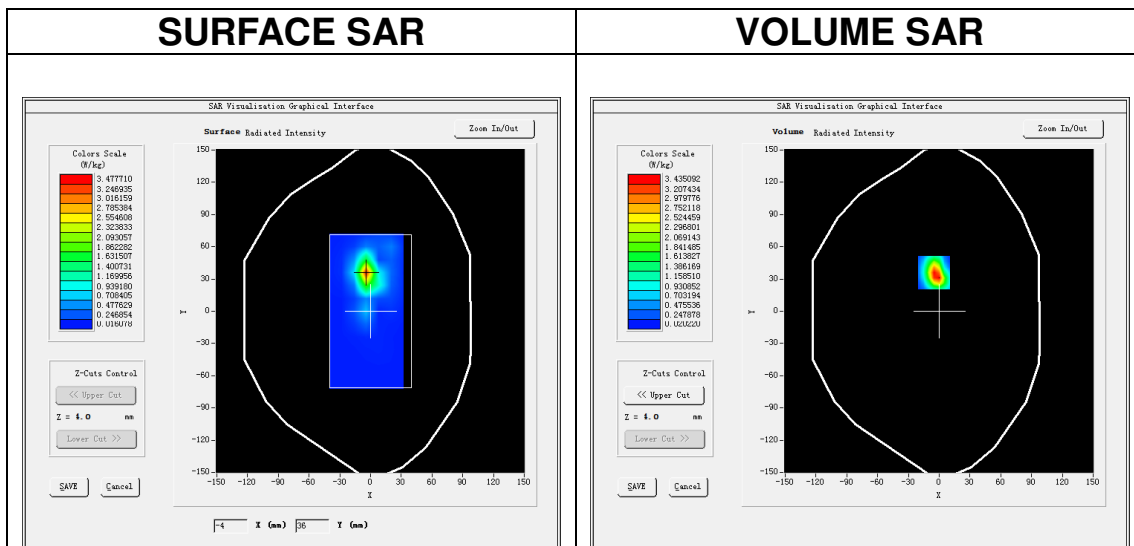 SURFACE SAR
VOLUME SAR
SAR Visualisation Graphical Interface
Surface Radiated Intensity
Zoom In/Out
Colors Scale
(W/kg)
3.477710
3.246935
3.016159
2.785384
2.554608
2.323833
2.093057
1.862282
1.631507
1.400731
1.169956
0.939180
0.708405
0.477629
0.246854
0.016078
150
120
90
60
30
0
-30
-60
-90
-120
-150
Y
-150 -120 -90 -60 -30 0 30 60 90 120 150
X
Z-Cuts Control
<< Upper Cut
Z = 4.0 mm
Lower Cut >>
SAVE
Cancel
-4 X (mm) 36 Y (mm)
SAR Visualisation Graphical Interface
Volume Radiated Intensity
Zoom In/Out
Colors Scale
(W/kg)
3.435092
3.207434
2.979776
2.752118
2.524459
2.296801
2.069143
1.841485
1.613827
1.386169
1.158510
0.930852
0.703194
0.475536
0.247878
0.020220
150
120
90
60
30
0
-30
-60
-90
-120
-150
Y
-150 -120 -90 -60 -30 0 30 60 90 120 150
X
Z-Cuts Control
<< Upper Cut
Z = 4.0 mm
Lower Cut >>
SAVE
Cancel